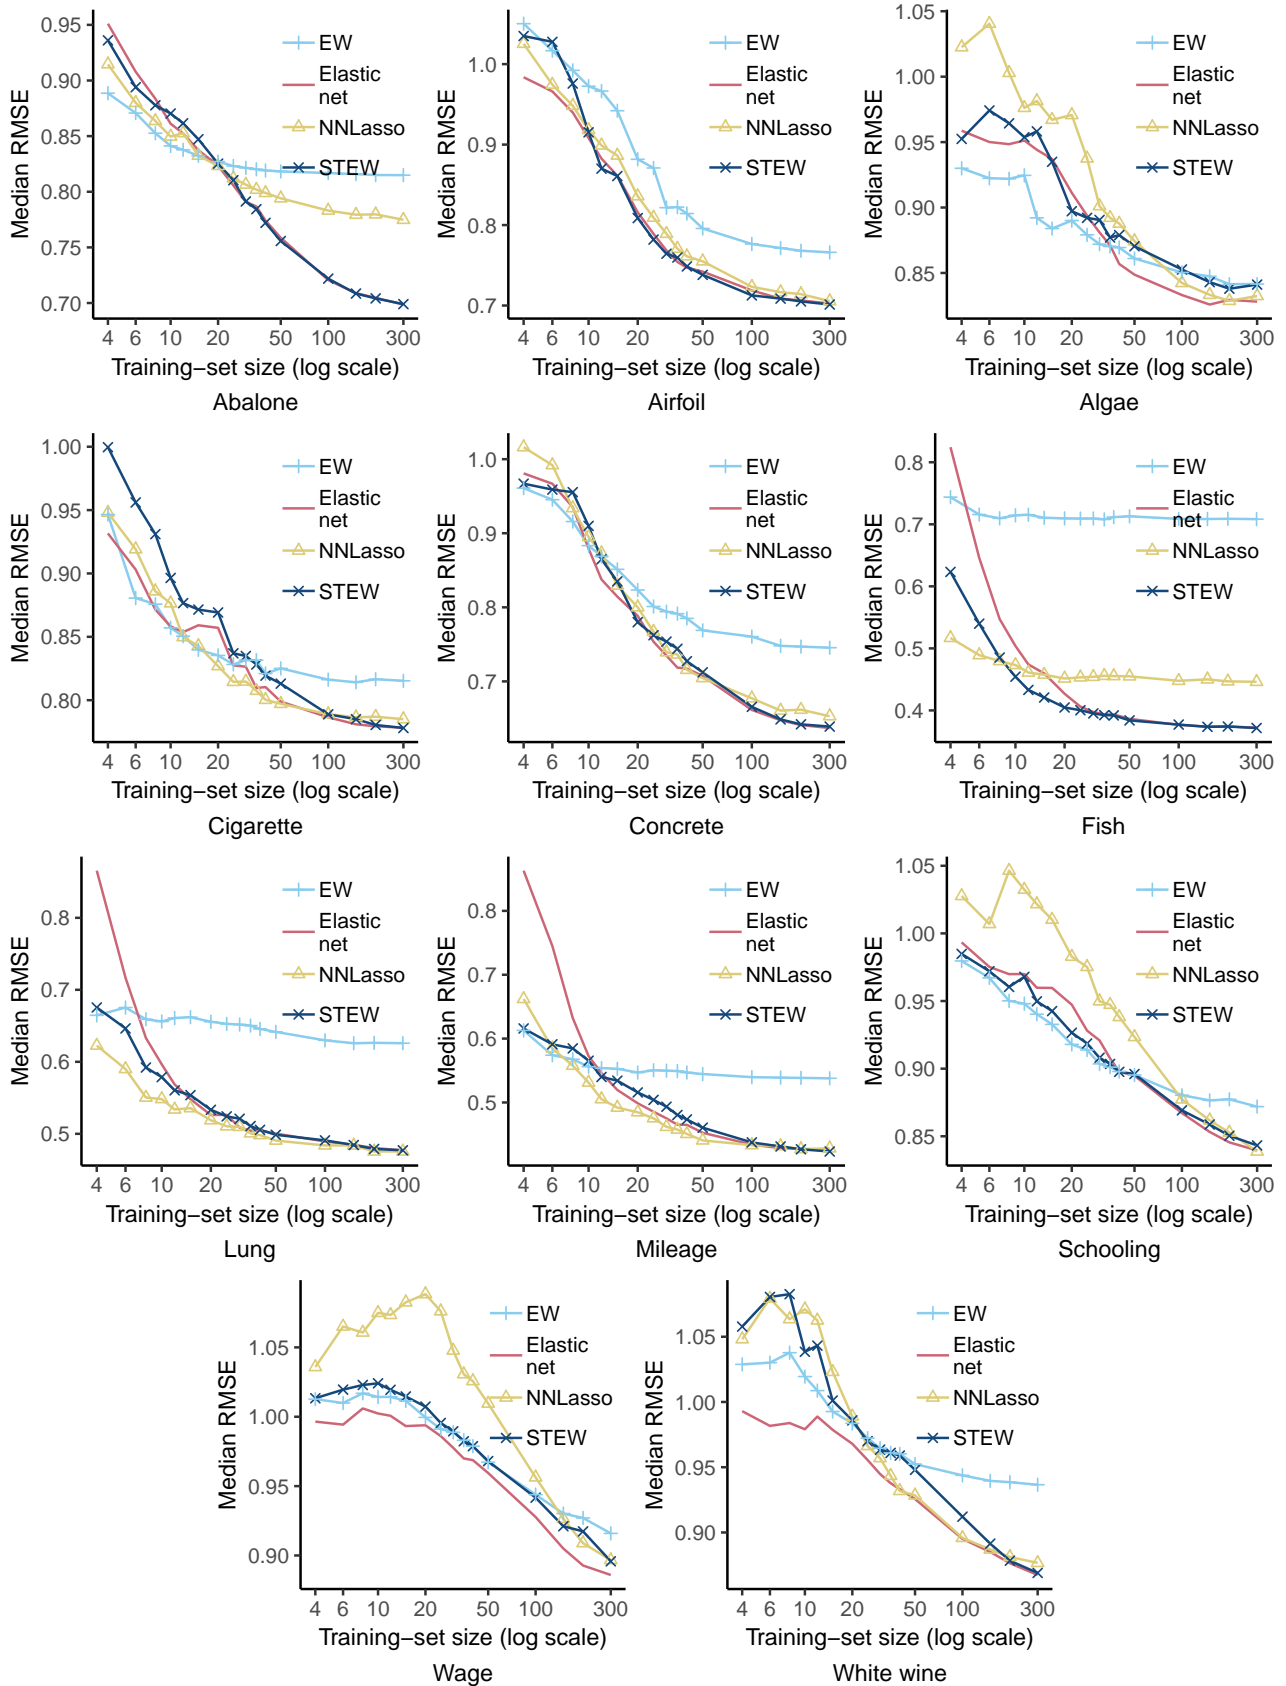 Median RMSE
0.95
0.90
0.85
0.80
0.75
0.70
EW
Elastic
net
NNLasso
STEW
4 6 10 20 50 100 300
Training−set size (log scale)
Abalone
Median RMSE
1.0
0.9
0.8
0.7
EW
Elastic
net
NNLasso
STEW
4 6 10 20 50 100 300
Training−set size (log scale)
Airfoil
Median RMSE
1.05
1.00
0.95
0.90
0.85
EW
Elastic
net
NNLasso
STEW
4 6 10 20 50 100 300
Training−set size (log scale)
Algae
Median RMSE
1.00
0.95
0.90
0.85
0.80
EW
Elastic
net
NNLasso
STEW
4 6 10 20 50 100 300
Training−set size (log scale)
Cigarette
Median RMSE
1.0
0.9
0.8
0.7
EW
Elastic
net
NNLasso
STEW
4 6 10 20 50 100 300
Training−set size (log scale)
Concrete
Median RMSE
0.8
0.7
0.6
0.5
0.4
EW
Elastic
net
NNLasso
STEW
4 6 10 20 50 100 300
Training−set size (log scale)
Fish
Median RMSE
0.8
0.7
0.6
0.5
EW
Elastic
net
NNLasso
STEW
4 6 10 20 50 100 300
Training−set size (log scale)
Lung
Median RMSE
0.8
0.7
0.6
0.5
EW
Elastic
net
NNLasso
STEW
4 6 10 20 50 100 300
Training−set size (log scale)
Mileage
Median RMSE
1.05
1.00
0.95
0.90
0.85
EW
Elastic
net
NNLasso
STEW
4 6 10 20 50 100 300
Training−set size (log scale)
Schooling
Median RMSE
1.05
1.00
0.95
0.90
EW
Elastic
net
NNLasso
STEW
4 6 10 20 50 100 300
Training−set size (log scale)
Wage
Median RMSE
1.05
1.00
0.95
0.90
EW
Elastic
net
NNLasso
STEW
4 6 10 20 50 100 300
Training−set size (log scale)
White wine